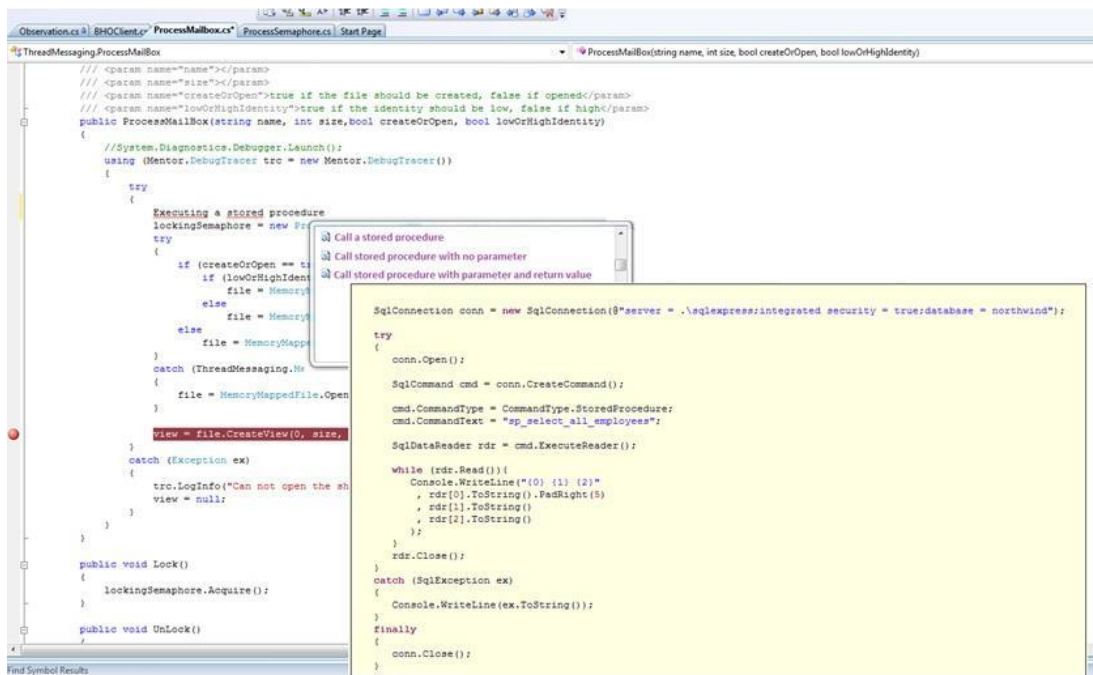 Observation.cs BHOClient.cs ProcessMailbox.cs* ProcessSemaphore.cs Start Page
ThreadMessaging.ProcessMailBox
ProcessMailBox(string name, int size, bool createOrOpen, bool lowOrHighIdentity)
/// <param name="name"></param>
/// <param name="size"></param>
/// <param name="createOrOpen">true if the file should be created, false if opened</param>
/// <param name="lowOrHighIdentity">true if the identity should be low, false if high</param>
public ProcessMailBox(string name, int size,bool createOrOpen, bool lowOrHighIdentity)
{
//System.Diagnostics.Debugger.Launch();
using (Mentor.DebugTracer trc = new Mentor.DebugTracer())
{
try
{
Executing a stored procedure
lockingSemaphore = new Pro
try
{
if (createOrOpen == t
if (lowOrHighIdent
file = Memory
else
file = Memory
else
file = MemoryMappe
}
catch (ThreadMessaging.Me
{
file = MemoryMappedFile.Open
}
view = file.CreateView(0, size,
}
catch (Exception ex)
{
trc.LogInfo("Can not open the sh
view = null;
}
}
}
public void Lock()
{
lockingSemaphore.Acquire();
}
public void UnLock()
{
Find Symbol Results
Call a stored procedure
Call stored procedure with no parameter
Call stored procedure with parameter and return value
SqlConnection conn = new SqlConnection(@"server = .\sqlexpress;integrated security = true;database = northwind");
try
{
conn.Open();
SqlCommand cmd = conn.CreateCommand();
cmd.CommandType = CommandType.StoredProcedure;
cmd.CommandText = "sp_select_all_employees";
SqlDataReader rdr = cmd.ExecuteReader();
while (rdr.Read()){
Console.WriteLine("{0} {1} {2}"
, rdr[0].ToString().PadRight(5)
, rdr[1].ToString()
, rdr[2].ToString()
);
}
rdr.Close();
}
catch (SqlException ex)
{
Console.WriteLine(ex.ToString());
}
finally
{
conn.Close();
}